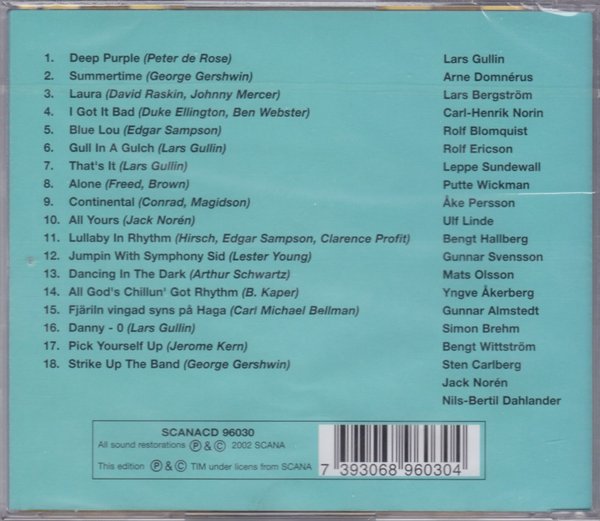 1. Deep Purple (Peter de Rose)
2. Summertime (George Gershwin)
3. Laura (David Raskin, Johnny Mercer)
4. I Got It Bad (Duke Ellington, Ben Webster)
5. Blue Lou (Edgar Sampson)
6. Gull In A Gulch (Lars Gullin)
7. That's It (Lars Gullin)
8. Alone (Freed, Brown)
9. Continental (Conrad, Magidson)
10. All Yours (Jack Norén)
11. Lullaby In Rhythm (Hirsch, Edgar Sampson, Clarence Profit)
12. Jumpin With Symphony Sid (Lester Young)
13. Dancing In The Dark (Arthur Schwartz)
14. All God's Chillun' Got Rhythm (B. Kaper)
15. Fjäriln vingad syns på Haga (Carl Michael Bellman)
16. Danny - 0 (Lars Gullin)
17. Pick Yourself Up (Jerome Kern)
18. Strike Up The Band (George Gershwin)
Lars Gullin
Arne Domnérus
Lars Bergström
Carl-Henrik Norin
Rolf Blomquist
Rolf Ericson
Leppe Sundewall
Putte Wickman
Åke Persson
Ulf Linde
Bengt Hallberg
Gunnar Svensson
Mats Olsson
Yngve Åkerberg
Gunnar Almstedt
Simon Brehm
Bengt Wittström
Sten Carlberg
Jack Norén
Nils-Bertil Dahlander
SCANACD 96030
All sound restorations Ⓟ & © 2002 SCANA
This edition Ⓟ & © TIM under licens from SCANA
7 393068 960304